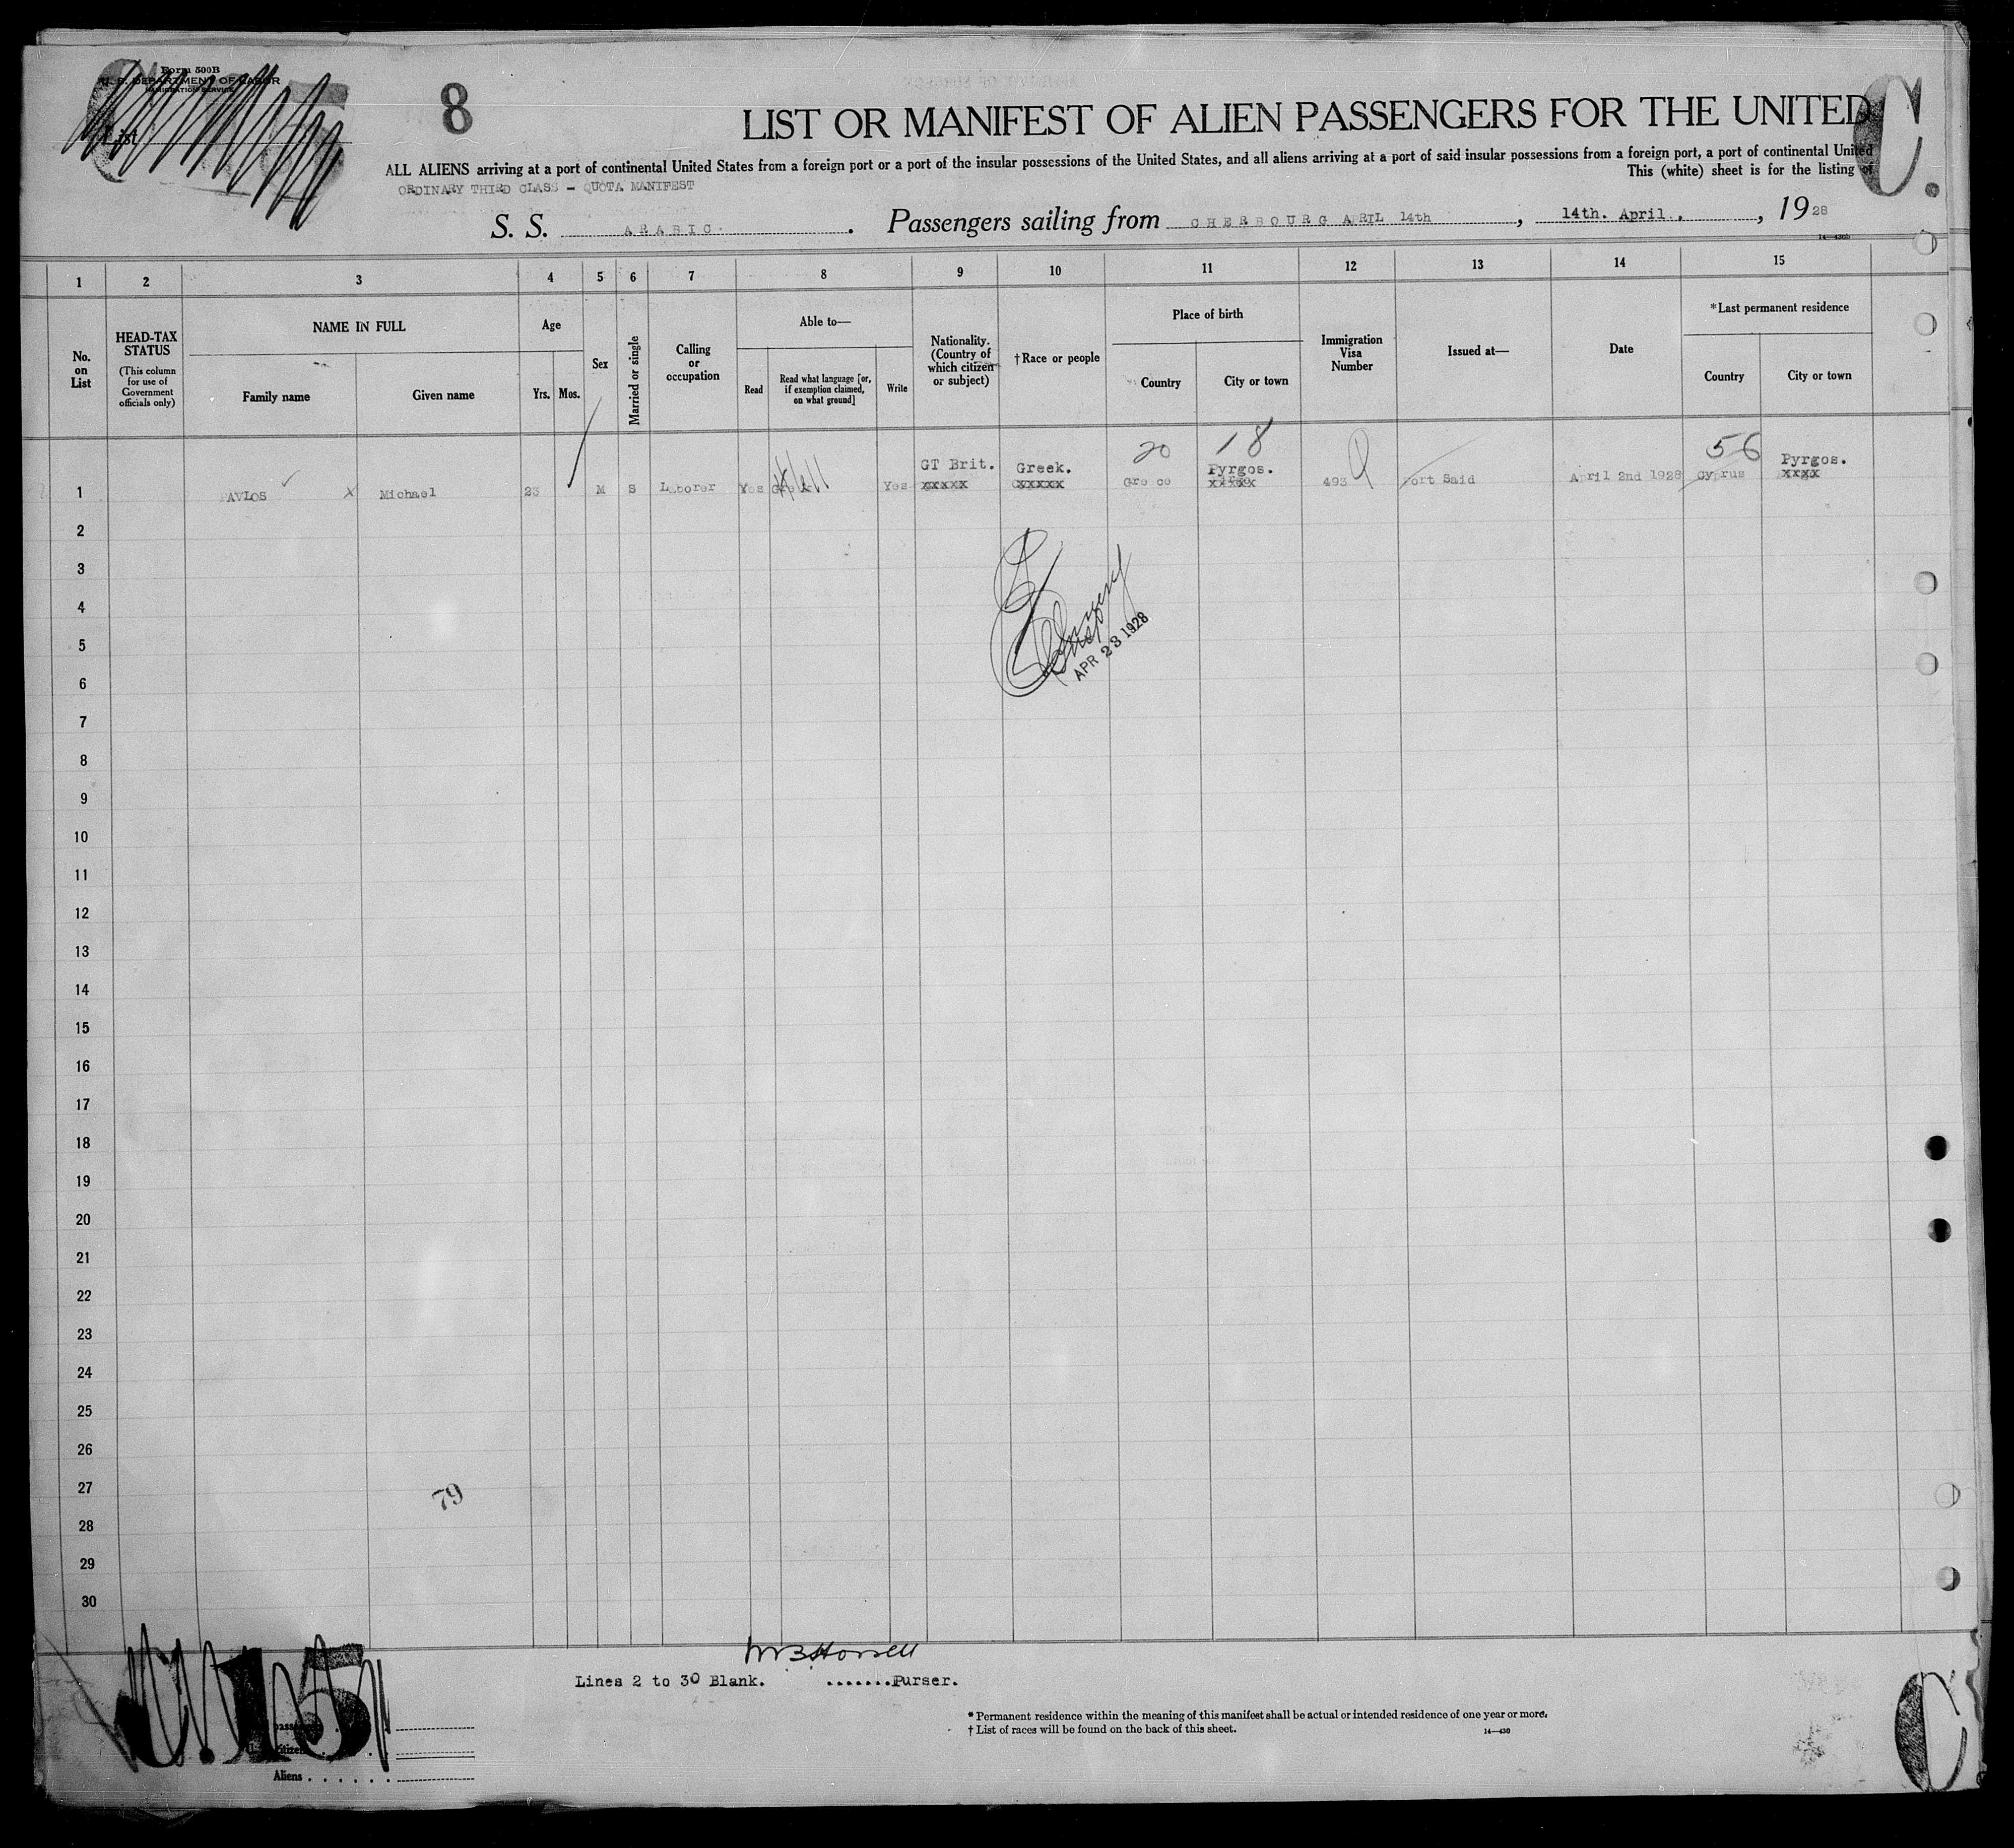 Form 500B
U. S. DEPARTMENT OF LABOR
IMMIGRATION SERVICE
List
8
C.
LIST OR MANIFEST OF ALIEN PASSENGERS FOR THE UNITED
ALL ALIENS arriving at a port of continental United States from a foreign port or a port of the insular possessions of the United States, and all aliens arriving at a port of said insular possessions from a foreign port, a port of continental United
This (white) sheet is for the listing of
ORDINARY THIRD CLASS - QUOTA MANIFEST
S. S. ARABIC. Passengers sailing from CHERBOURG APRIL 14th, 14th. April., 1928
14—430b
1 2 3 4 5 6 7 8 9 10 11 12 13 14 15
No. on List
HEAD-TAX STATUS
(This column for use of Government officials only)
NAME IN FULL
Family name Given name
Age
Yrs. Mos.
Sex
Married or single
Calling or occupation
Able to—
Read
Read what language [or, if exemption claimed, on what ground]
Write
Nationality. (Country of which citizen or subject)
†Race or people
Place of birth
Country City or town
Immigration Visa Number
Issued at—
Date
*Last permanent residence
Country City or town
20 18 56
GT Brit. Greek. Pyrgos. Pyrgos.
1 PAVLOS X Michael 23 M S Laborer Yes Greek Yes xxxxx xxxxx Greece xxxxx 493 Port Said April 2nd 1928 Cyprus xxxx
2
3
4
5
6
APR 23 1928
7
8
9
10
11
12
13
14
15
16
17
18
19
20
21
22
23
24
25
26
27
79
28
29
30
Lines 2 to 30 Blank. .......Purser.
15
Aliens . . . . . .
* Permanent residence within the meaning of this manifest shall be actual or intended residence of one year or more.
† List of races will be found on the back of this sheet.
14—430
C